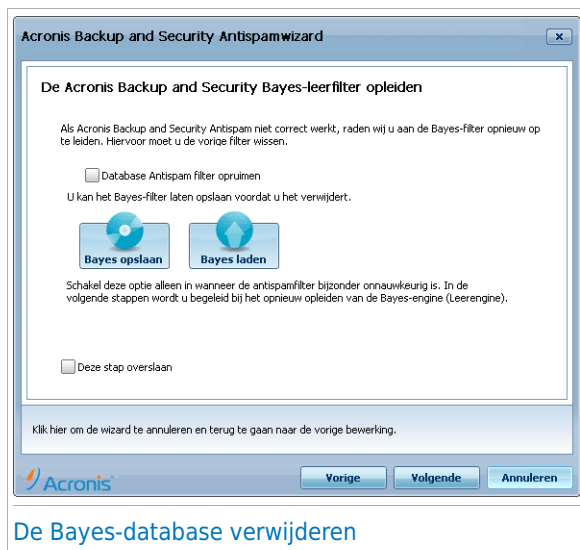 Acronis Backup and Security Antispamwizard
De Acronis Backup and Security Bayes-leerfilter opleiden
Als Acronis Backup and Security Antispam niet correct werkt, raden wij u aan de Bayes-filter opnieuw op
te leiden. Hiervoor moet u de vorige filter wissen.
Database Antispam filter opruimen
U kan het Bayes-filter laten opslaan voordat u het verwijdert.
Bayes opslaan
Bayes laden
Schakel deze optie alleen in wanneer de antispamfilter bijzonder onnauwkeurig is. In de
volgende stappen wordt u begeleid bij het opnieuw opleiden van de Bayes-engine (Leerengine).
Deze stap overslaan
Klik hier om de wizard te annuleren en terug te gaan naar de vorige bewerking.
Acronis
Vorige
Volgende
Annuleren
De Bayes-database verwijderen